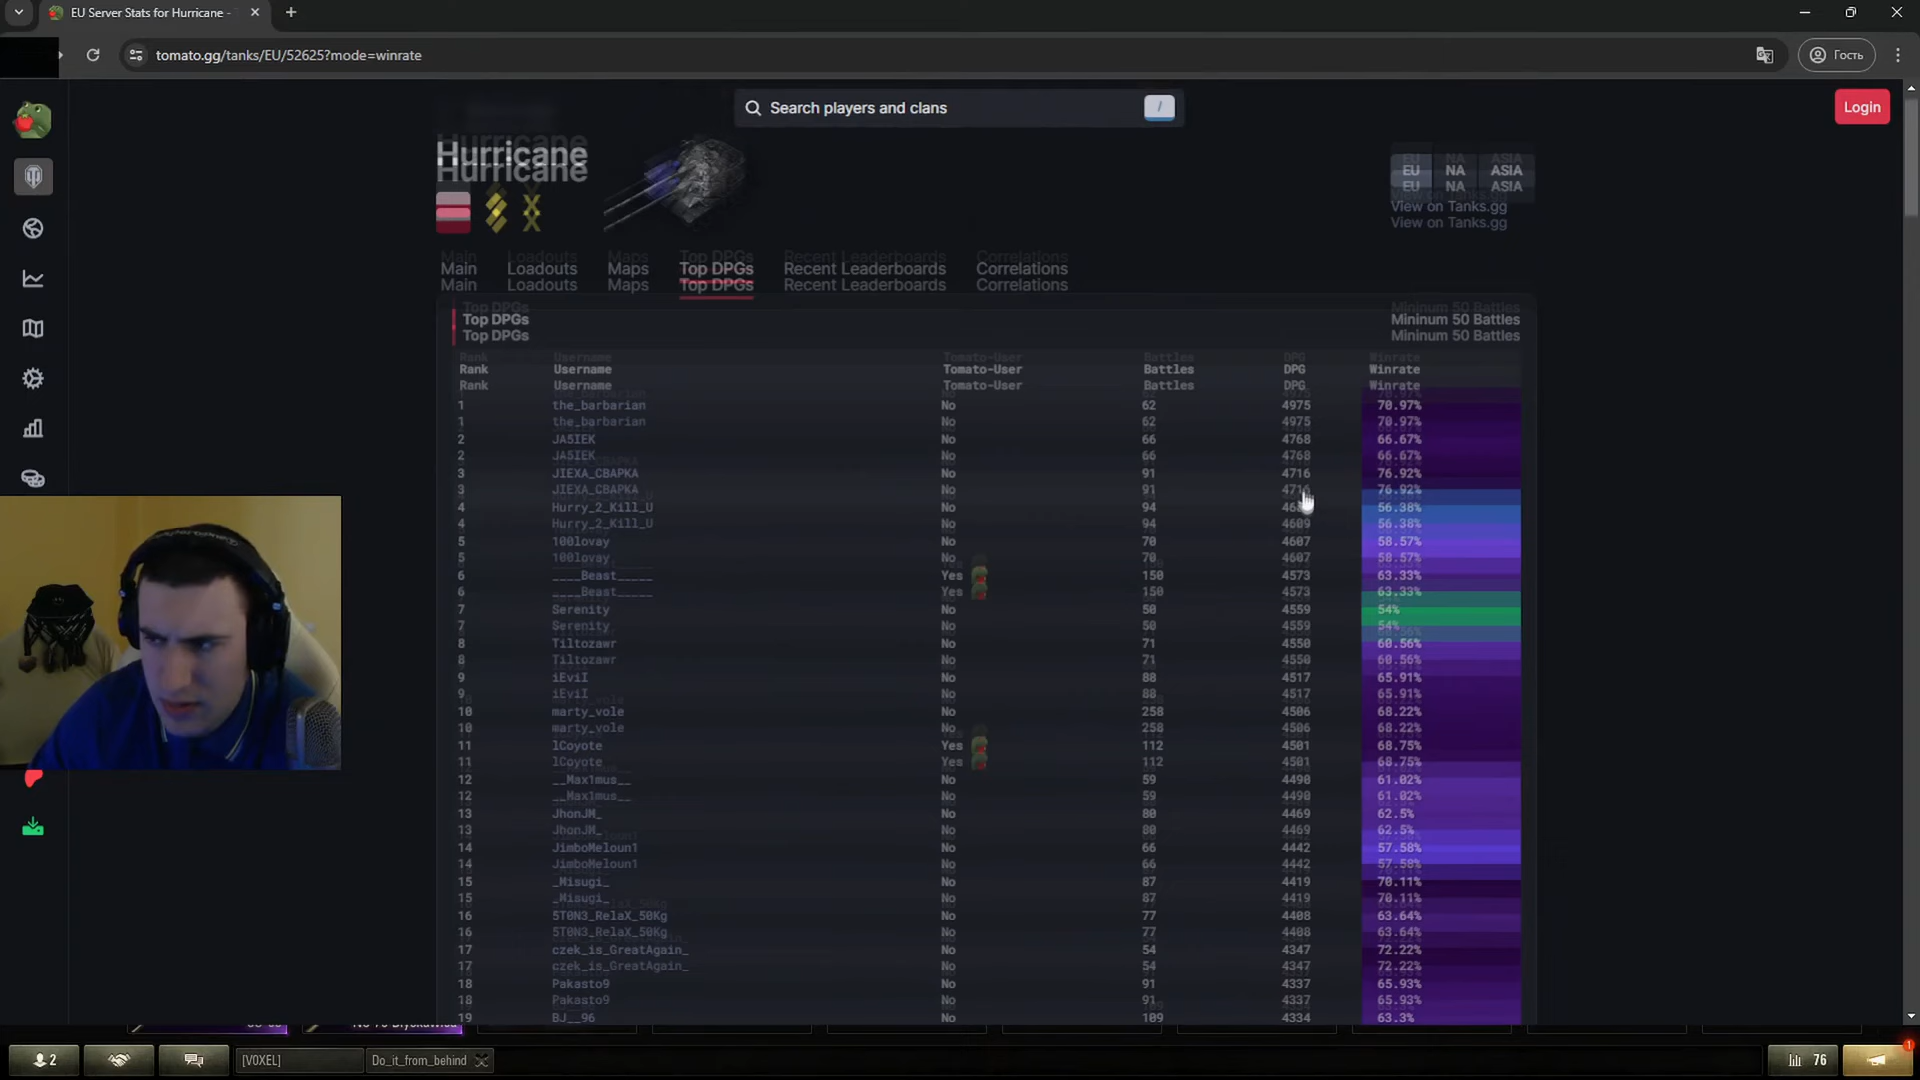 EU Server Stats for Hurricane -
tomato.gg/tanks/EU/52625?mode=winrate
Гость
Search players and clans /
Login
Hurricane
EU NA ASIA
View on Tanks.gg
Main Loadouts Maps Top DPGs Recent Leaderboards Correlations
Top DPGs Mininum 50 Battles
Rank Username Tomato-User Battles DPG Winrate
1 the_barbarian No 62 4975 70.97%
2 JA5IEK No 66 4768 66.67%
3 JIEXA_CBAPKA No 91 4716 76.92%
4 Hurry_2_Kill_U No 94 4609 56.38%
5 100lovay No 70 4607 58.57%
6 ____Beast_____ Yes 150 4573 63.33%
7 Serenity No 50 4559 54%
8 Tiltozawr No 71 4550 60.56%
9 iEviI No 88 4517 65.91%
10 marty_vole No 258 4506 68.22%
11 lCoyote Yes 112 4501 68.75%
12 __Max1mus__ No 59 4490 61.02%
13 JhonJM_ No 80 4469 62.5%
14 JimboMeloun1 No 66 4442 57.58%
15 _Misugi_ No 87 4419 70.11%
16 5T0N3_RelaX_50Kg No 77 4408 63.64%
17 czek_is_GreatAgain_ No 54 4347 72.22%
18 Pakasto9 No 91 4337 65.93%
19 BJ__96 No 109 4334 63.3%
2 [V0XEL] Do_it_from_behind 76 1